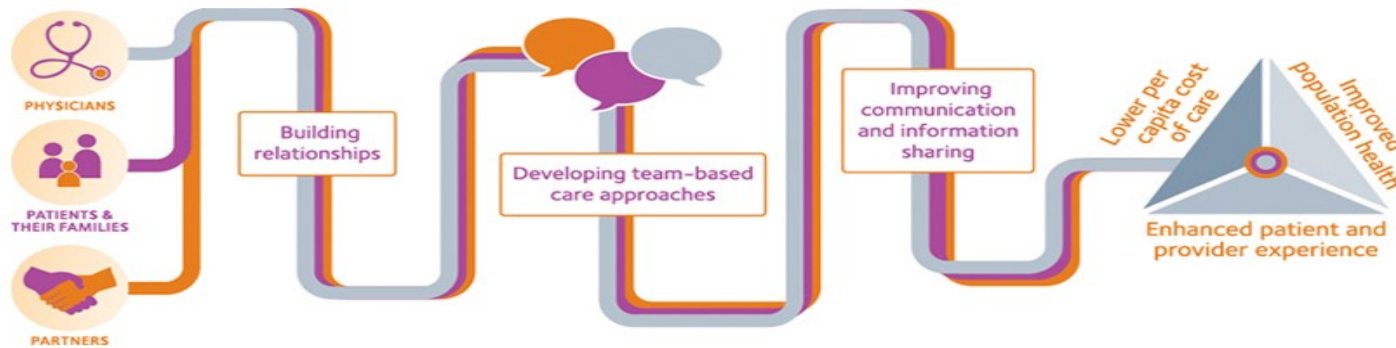 PHYSICIANS
PATIENTS &
THEIR FAMILIES
PARTNERS
Building
relationships
Developing team-based
care approaches
Improving
communication
and information
sharing
Lower per
capita cost
of care
Improved
population health
Enhanced patient and
provider experience